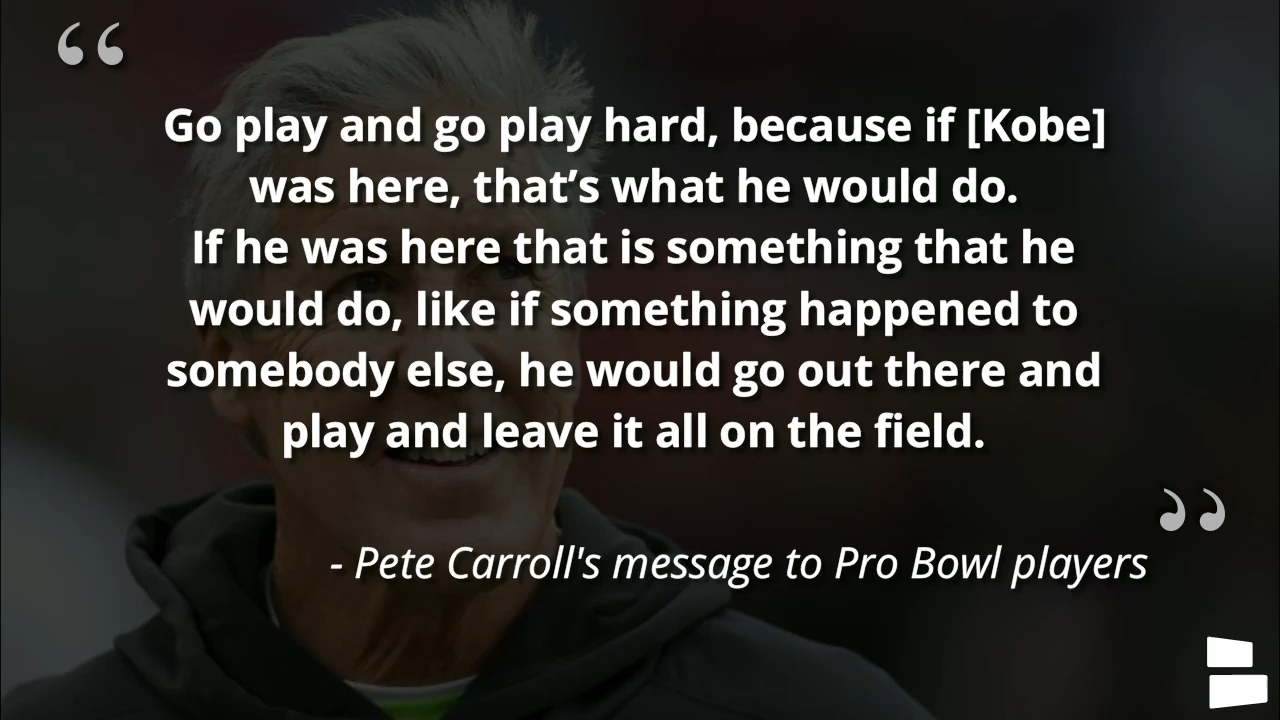 “
Go play and go play hard, because if [Kobe]
was here, that’s what he would do.
If he was here that is something that he
would do, like if something happened to
somebody else, he would go out there and
play and leave it all on the field.
”
- Pete Carroll's message to Pro Bowl players